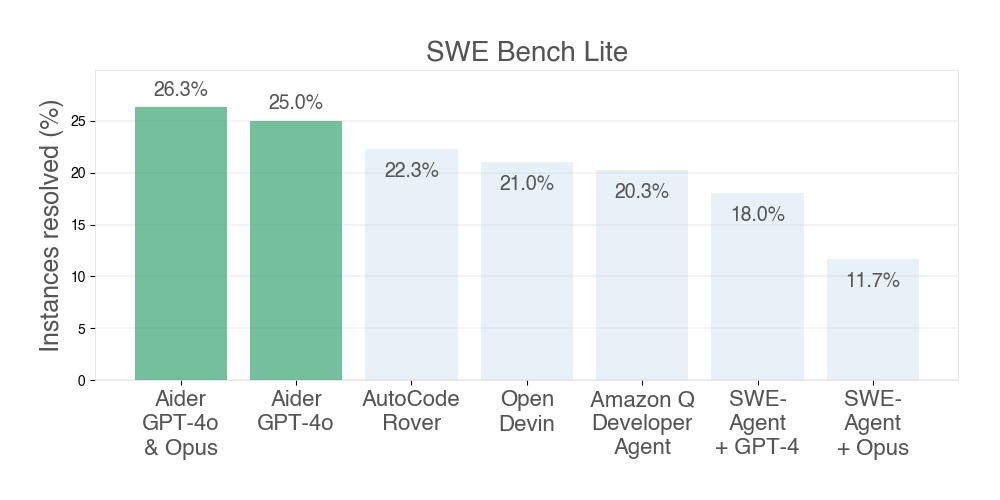 SWE Bench Lite
Instances resolved (%)
25
20
15
10
5
0
26.3%
25.0%
22.3%
21.0%
20.3%
18.0%
11.7%
Aider
GPT-4o
& Opus
Aider
GPT-4o
AutoCode
Rover
Open
Devin
Amazon Q
Developer
Agent
SWE-
Agent
+ GPT-4
SWE-
Agent
+ Opus